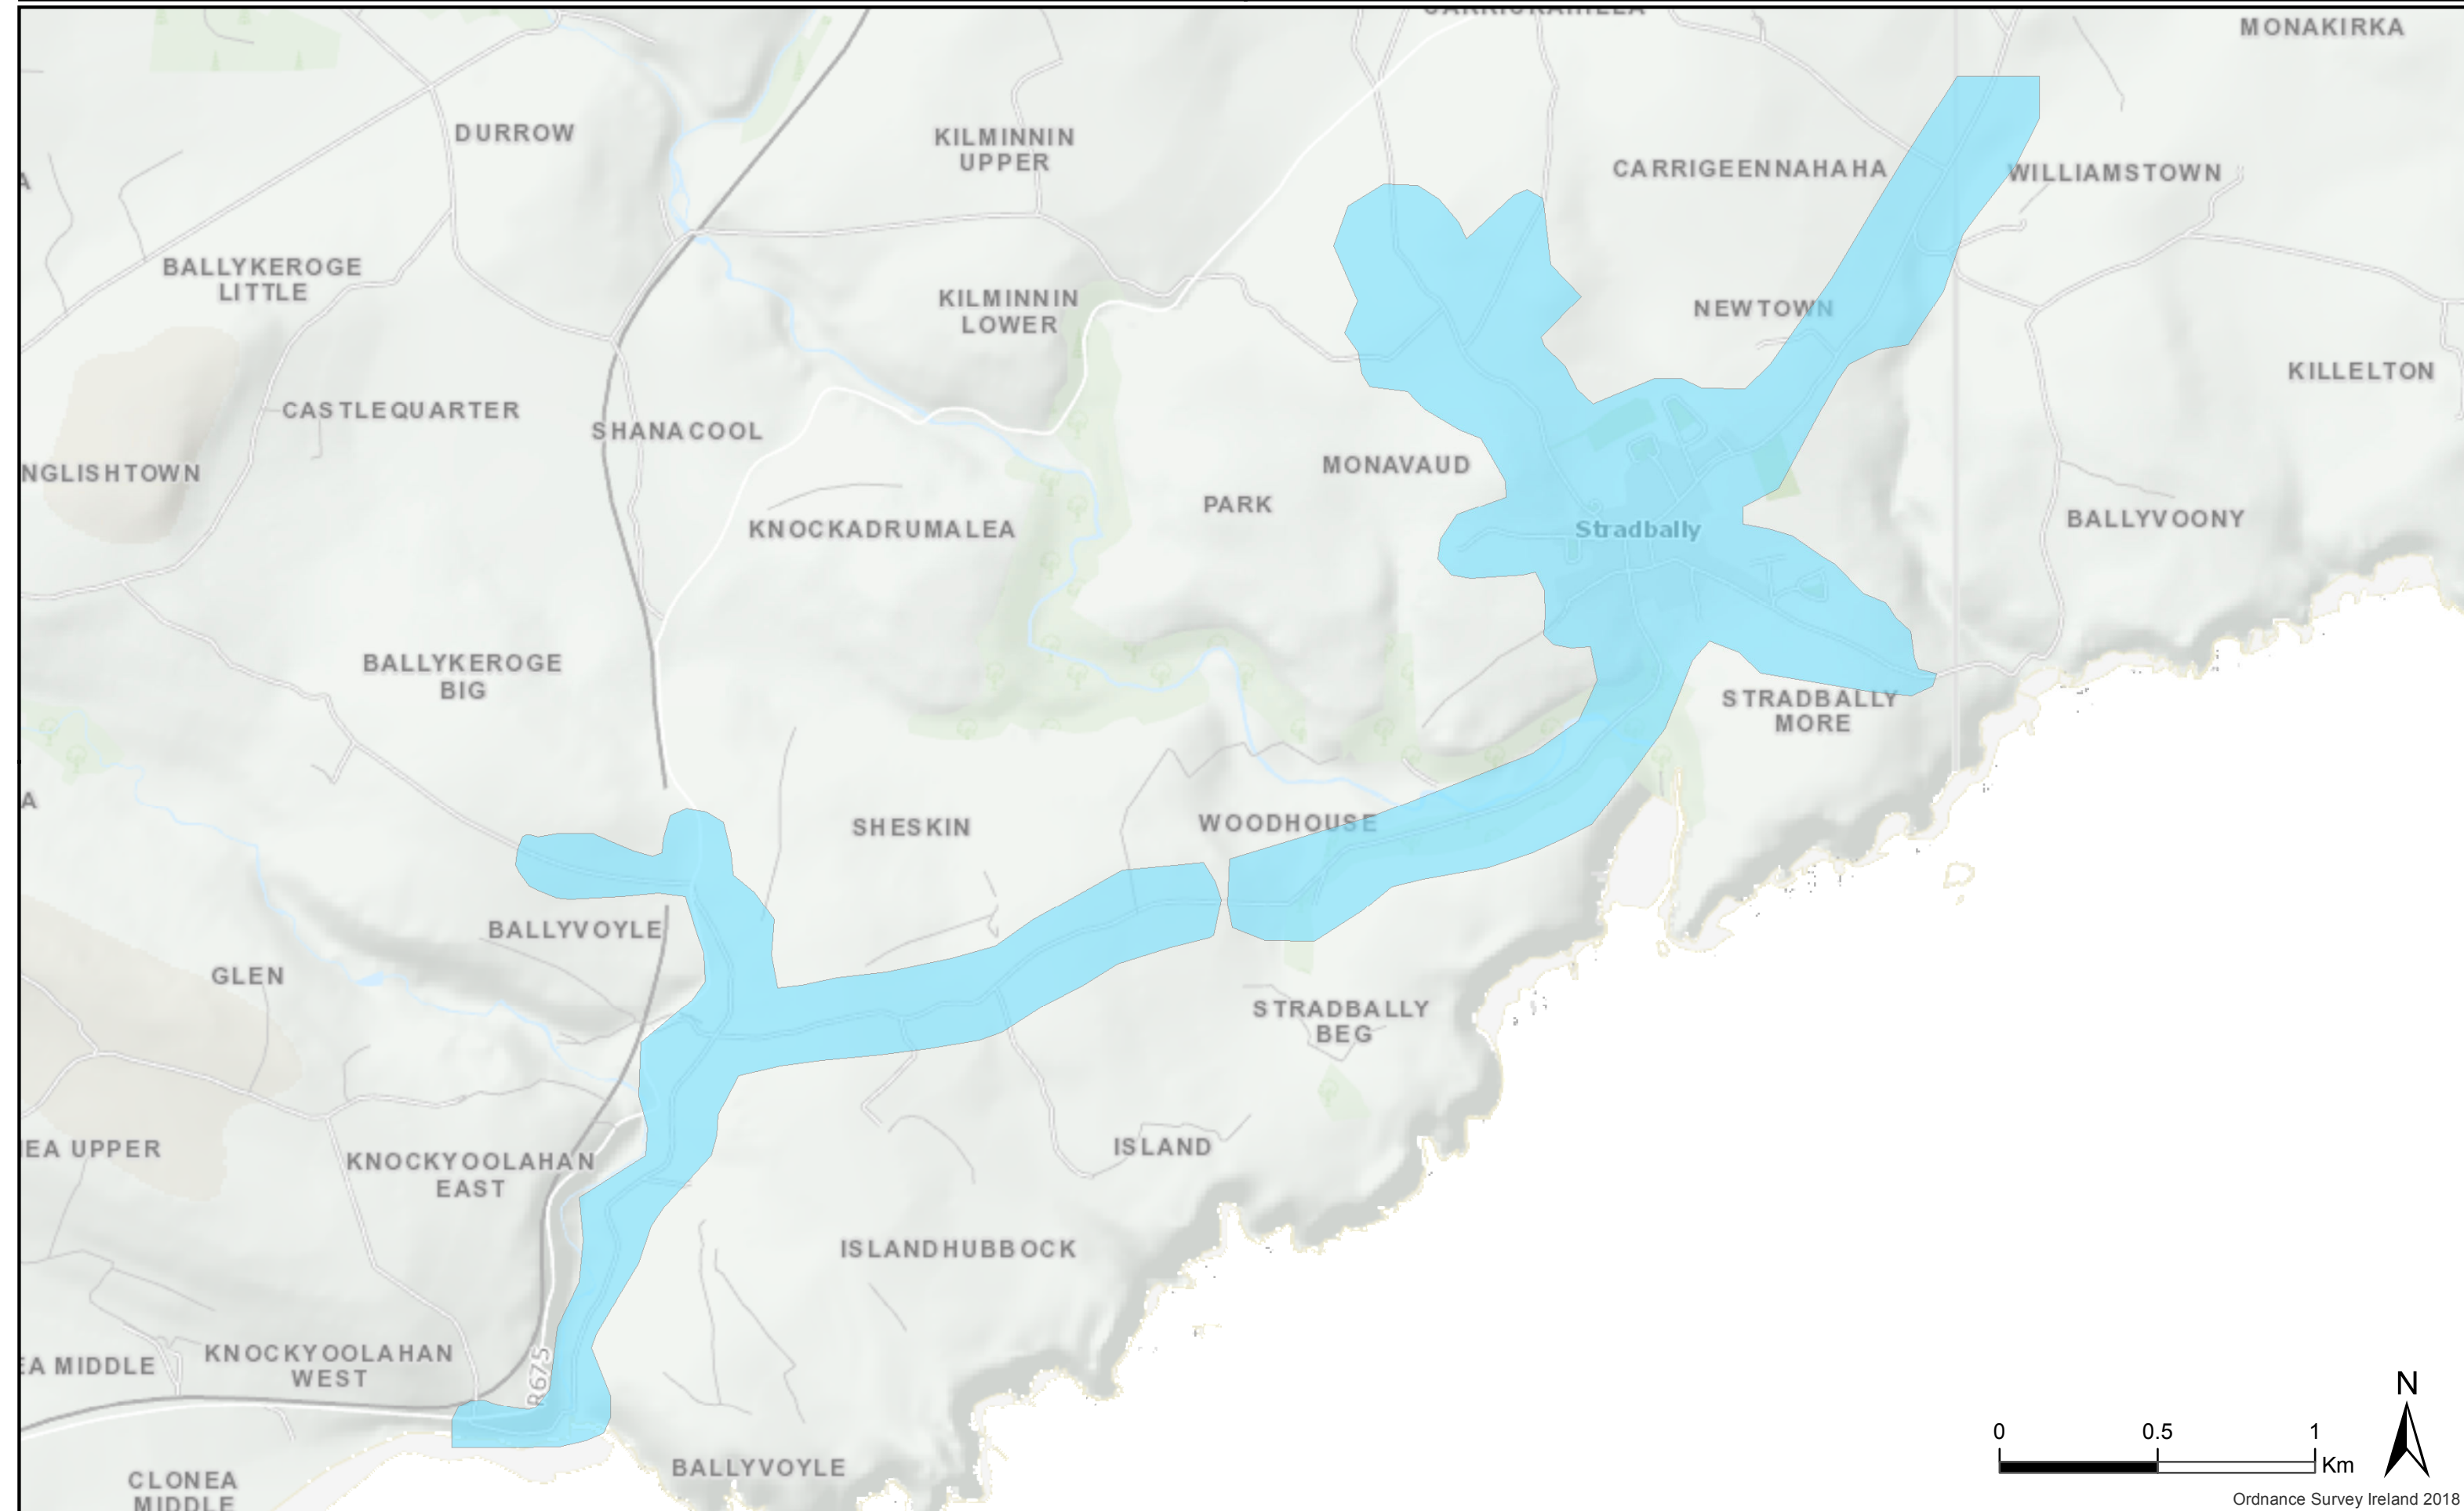 MONAKIRKA
DURROW
KILMINNIN
UPPER
CARRIGEENNAHAHA
WILLIAMSTOWN
BALLYKEROGE
LITTLE
KILMINNIN
LOWER
NEWTOWN
KILLELTON
CASTLEQUARTER
SHANACOOL
MONAVAUD
NGLISHTOWN
PARK
KNOCKADRUMALEA
Stradbally
BALLYVOONY
BALLYKEROGE
BIG
STRADBALLY
MORE
A
SHESKIN
WOODHOUSE
BALLYVOYLE
GLEN
STRADBALLY
BEG
EA UPPER
KNOCKYOOLAHAN
EAST
ISLAND
ISLANDHUBBOCK
KNOCKYOOLAHAN
WEST
EA MIDDLE
R675
BALLYVOYLE
CLONEA
MIDDLE
N
0 0.5 1
Km
Ordnance Survey Ireland 2018